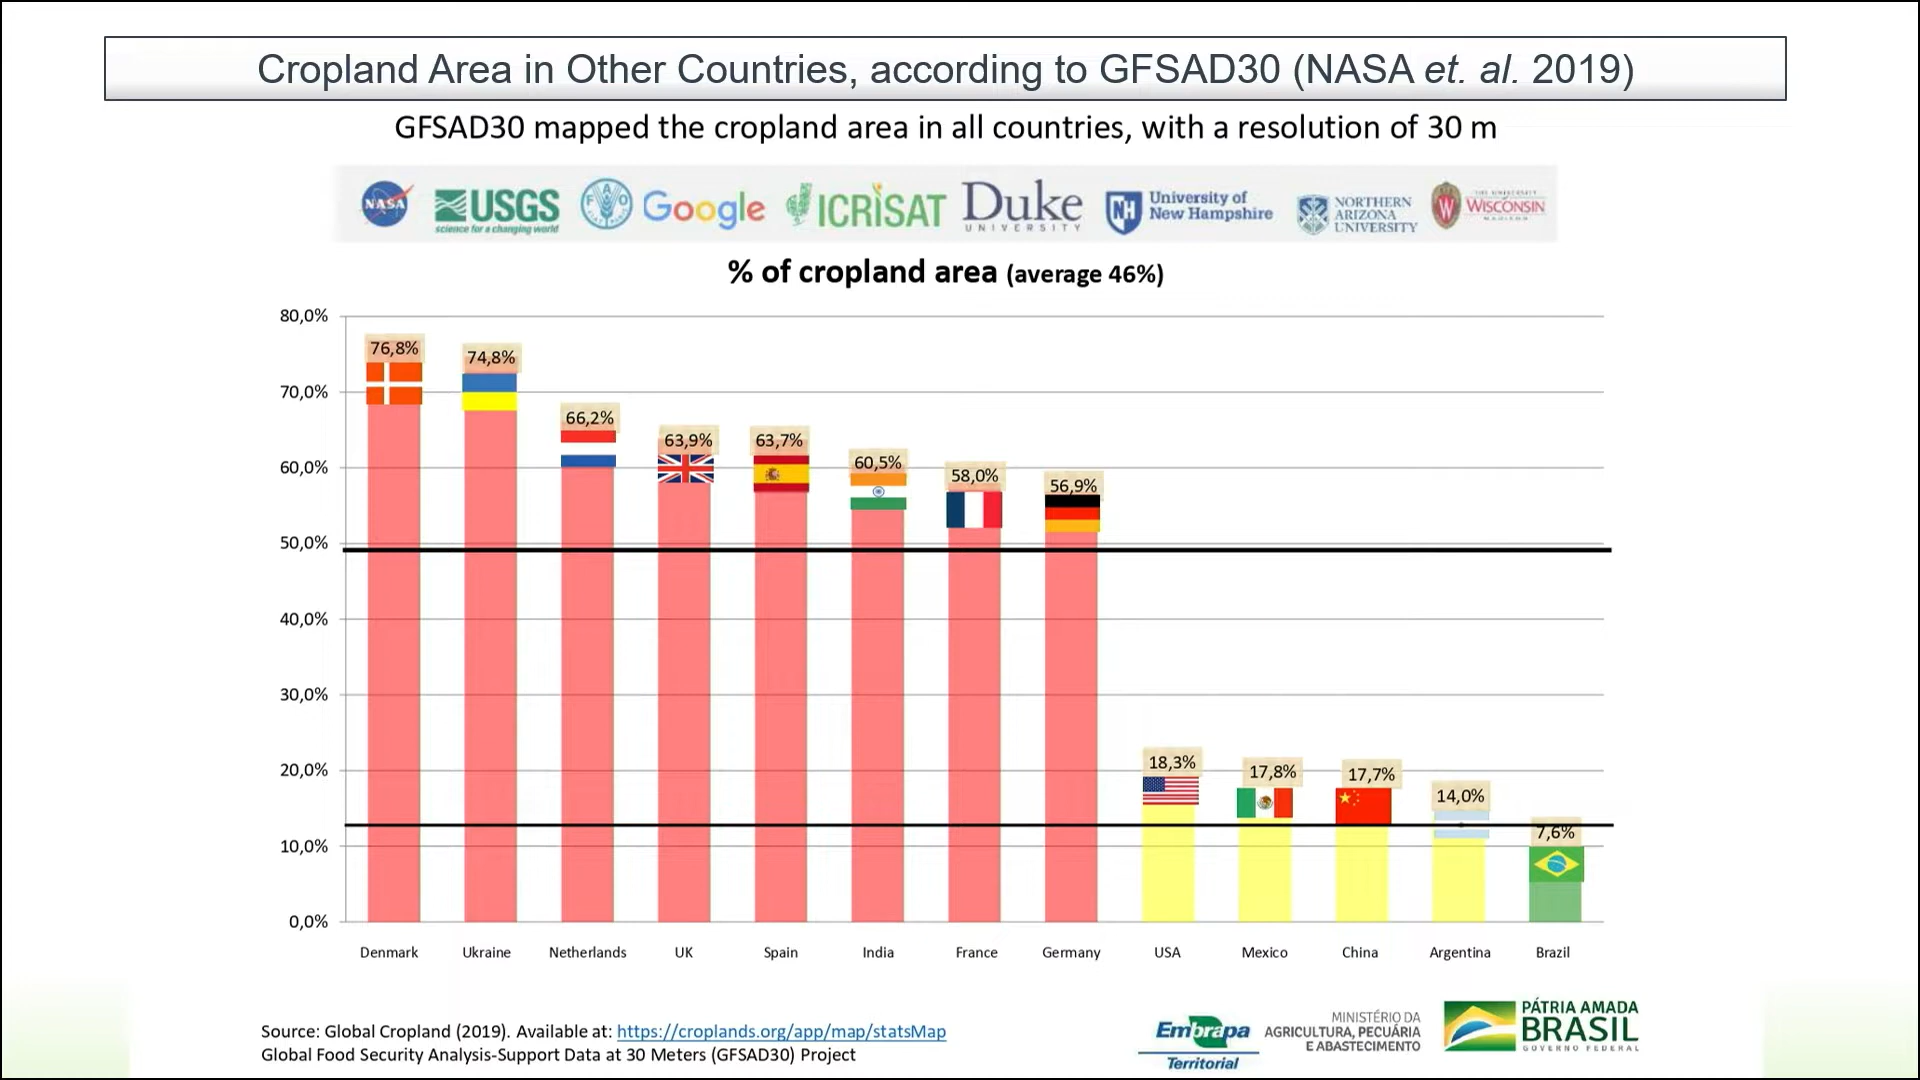 Cropland Area in Other Countries, according to GFSAD30 (NASA et. al. 2019)
GFSAD30 mapped the cropland area in all countries, with a resolution of 30 m
NASA
USGS
science for a changing world
FAO
Google
ICRISAT
Duke
UNIVERSITY
NH
University of
New Hampshire
NORTHERN
ARIZONA
UNIVERSITY
W
THE UNIVERSITY
WISCONSIN
MADISON
% of cropland area (average 46%)
80,0%
70,0%
60,0%
50,0%
40,0%
30,0%
20,0%
10,0%
0,0%
76,8%
74,8%
66,2%
63,9%
63,7%
60,5%
58,0%
56,9%
18,3%
17,8%
17,7%
14,0%
7,6%
Denmark
Ukraine
Netherlands
UK
Spain
India
France
Germany
USA
Mexico
China
Argentina
Brazil
Source: Global Cropland (2019). Available at: https://croplands.org/app/map/statsMap
Global Food Security Analysis-Support Data at 30 Meters (GFSAD30) Project
Embrapa
Territorial
MINISTÉRIO DA
AGRICULTURA, PECUÁRIA
E ABASTECIMENTO
PÁTRIA AMADA
BRASIL
GOVERNO FEDERAL